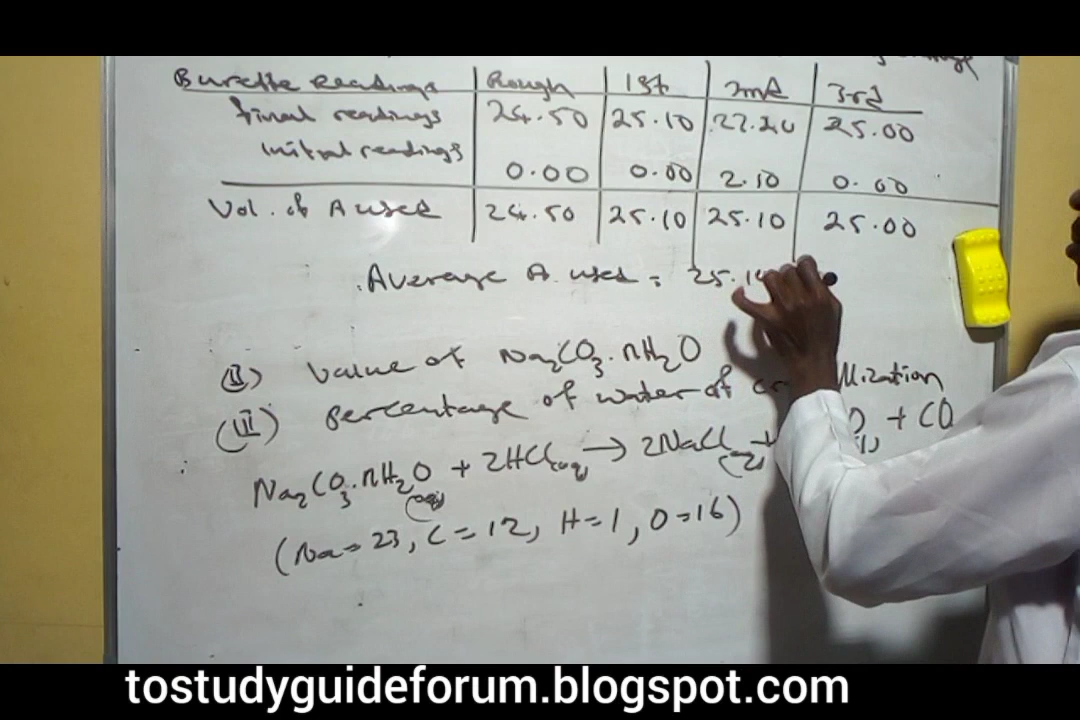 Burette Readings Rough 1st 2nd 3rd
final readings 24.50 25.10 27.20 25.00
initial readings 0.00 0.00 2.10 0.00
Vol. of A used 24.50 25.10 25.10 25.00
Average A. used =
(II) Value of Na2CO3.nH2O
(III) Percentage of water of
Na2CO3.nH2O(aq) + 2HCl(aq) → 2NaCl(aq) + (l) + CO
(Na=23, C=12, H=1, O=16)
tostudyguideforum.blogspot.com